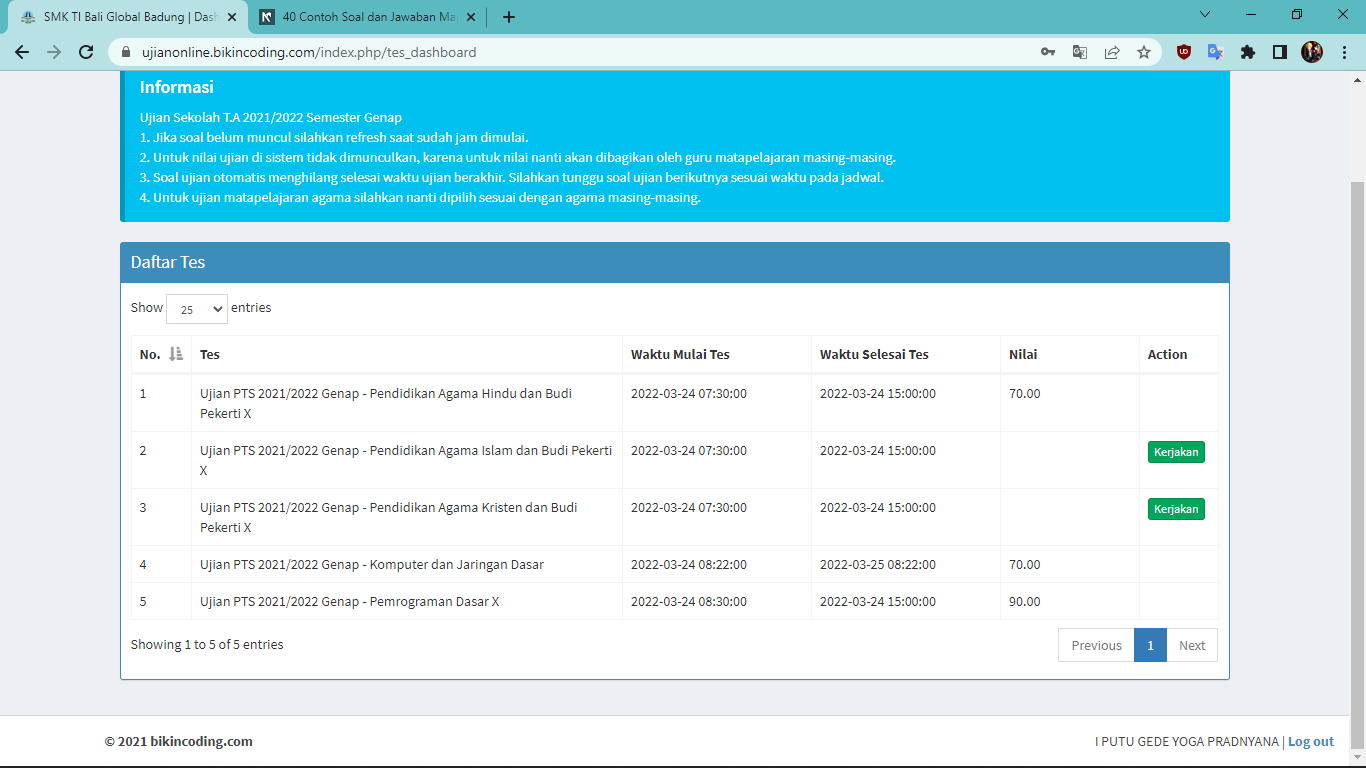 SMK TI Bali Global Badung | Dash
40 Contoh Soal dan Jawaban Ma
ujianonline.bikincoding.com/index.php/tes_dashboard
Informasi
Ujian Sekolah T.A 2021/2022 Semester Genap
1. Jika soal belum muncul silahkan refresh saat sudah jam dimulai.
2. Untuk nilai ujian di sistem tidak dimunculkan, karena untuk nilai nanti akan dibagikan oleh guru matapelajaran masing-masing.
3. Soal ujian otomatis menghilang selesai waktu ujian berakhir. Silahkan tunggu soal ujian berikutnya sesuai waktu pada jadwal.
4. Untuk ujian matapelajaran agama silahkan nanti dipilih sesuai dengan agama masing-masing.
Daftar Tes
Show 25 entries
No. Tes Waktu Mulai Tes Waktu Selesai Tes Nilai Action
1 Ujian PTS 2021/2022 Genap - Pendidikan Agama Hindu dan Budi 2022-03-24 07:30:00 2022-03-24 15:00:00 70.00
Pekerti X
2 Ujian PTS 2021/2022 Genap - Pendidikan Agama Islam dan Budi Pekerti 2022-03-24 07:30:00 2022-03-24 15:00:00 Kerjakan
X
3 Ujian PTS 2021/2022 Genap - Pendidikan Agama Kristen dan Budi 2022-03-24 07:30:00 2022-03-24 15:00:00 Kerjakan
Pekerti X
4 Ujian PTS 2021/2022 Genap - Komputer dan Jaringan Dasar 2022-03-24 08:22:00 2022-03-25 08:22:00 70.00
5 Ujian PTS 2021/2022 Genap - Pemrograman Dasar X 2022-03-24 08:30:00 2022-03-24 15:00:00 90.00
Showing 1 to 5 of 5 entries
Previous 1 Next
© 2021 bikincoding.com
I PUTU GEDE YOGA PRADNYANA | Log out